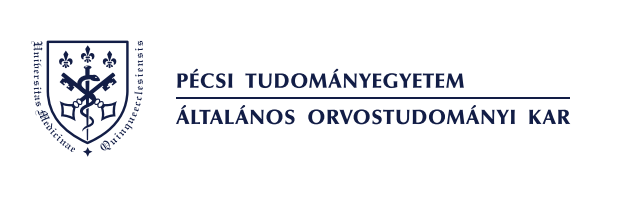 Universitas Medicinae Quinqueecclesiensis
PÉCSI TUDOMÁNYEGYETEM
ÁLTALÁNOS ORVOSTUDOMÁNYI KAR